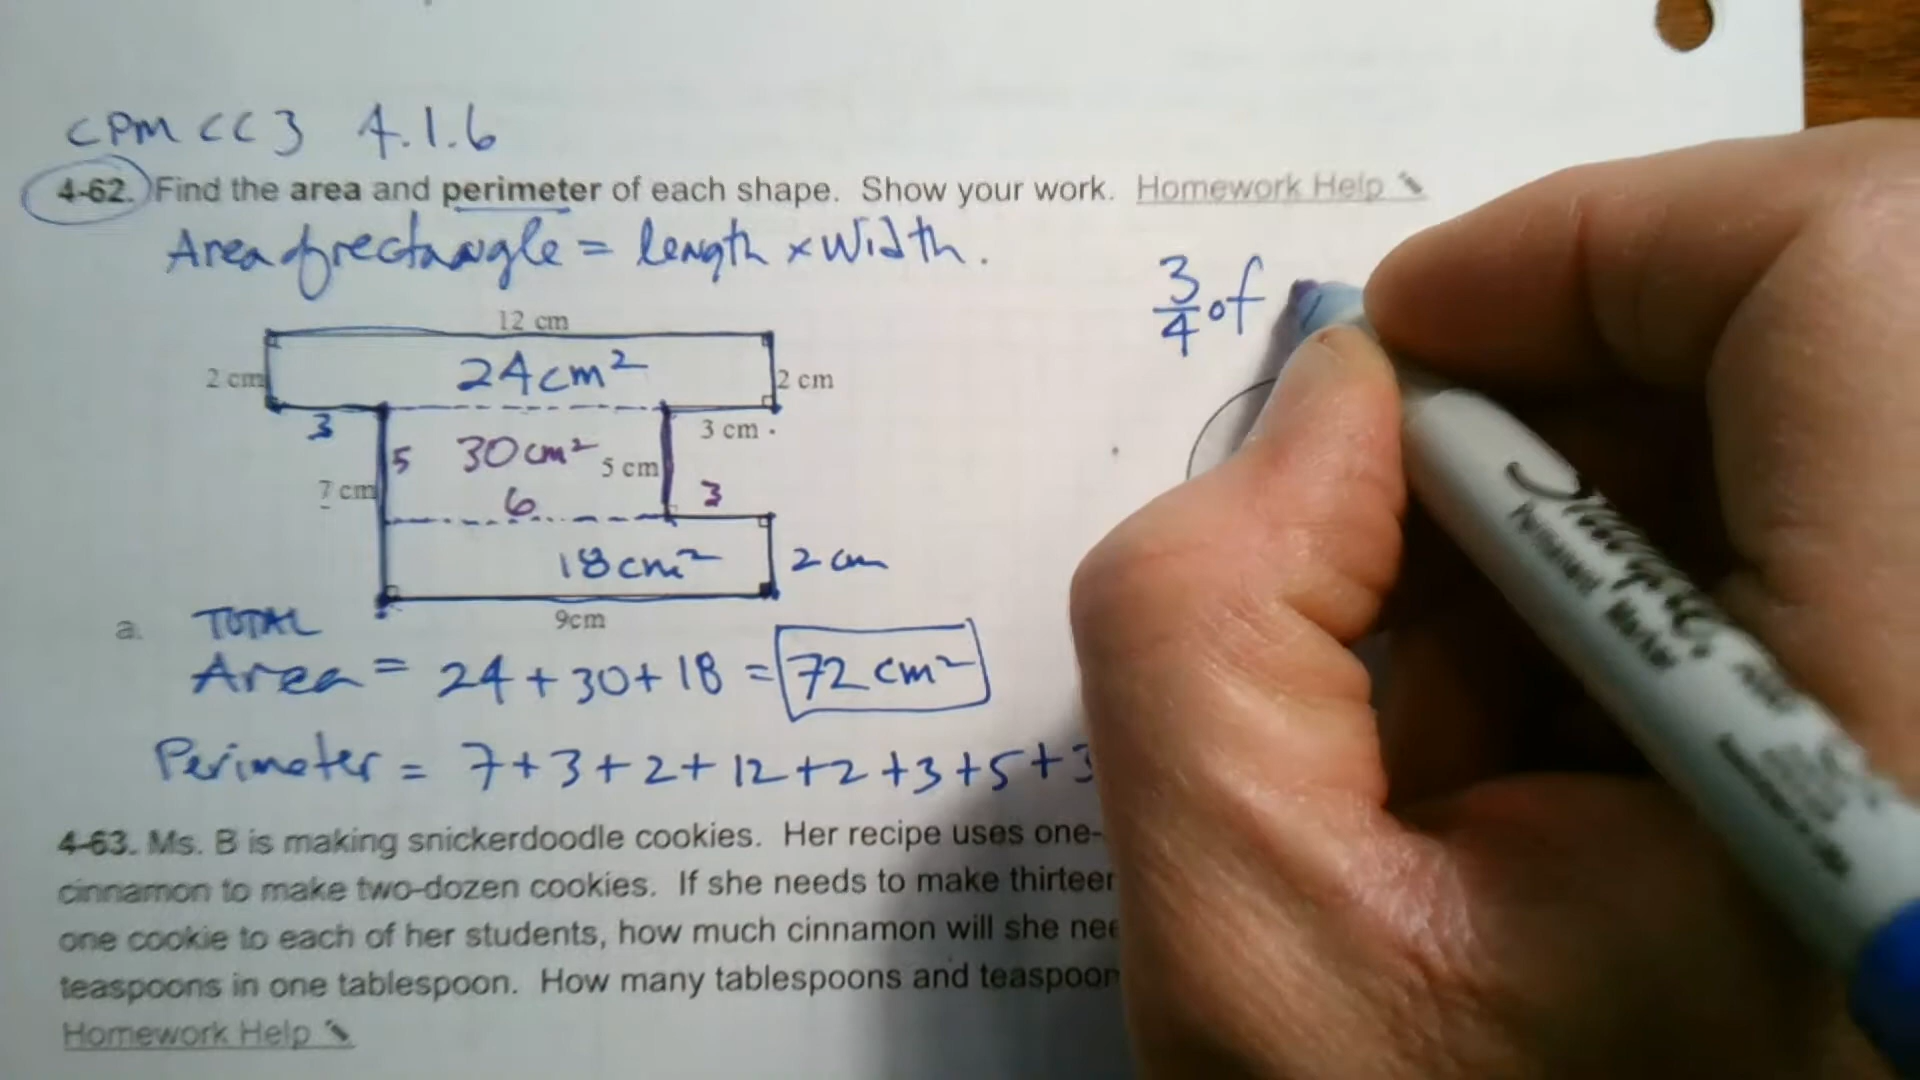 CPM CC3 4.1.6
4-62. Find the area and perimeter of each shape. Show your work. Homework Help ✎
Area of rectangle = length x width.
3/4 of
12 cm
2 cm 24cm² 2 cm
3 3 cm
5 30cm² 5 cm
7 cm 6 3
18cm² 2 cm
9cm
a. TOTAL
Area = 24 + 30 + 18 = 72 cm²
Perimeter = 7+3+2+12+2+3+5+3
4-63. Ms. B is making snickerdoodle cookies. Her recipe uses one-
cinnamon to make two-dozen cookies. If she needs to make thirteen
one cookie to each of her students, how much cinnamon will she
teaspoons in one tablespoon. How many tablespoons and
Homework Help ✎
Permanent Marker